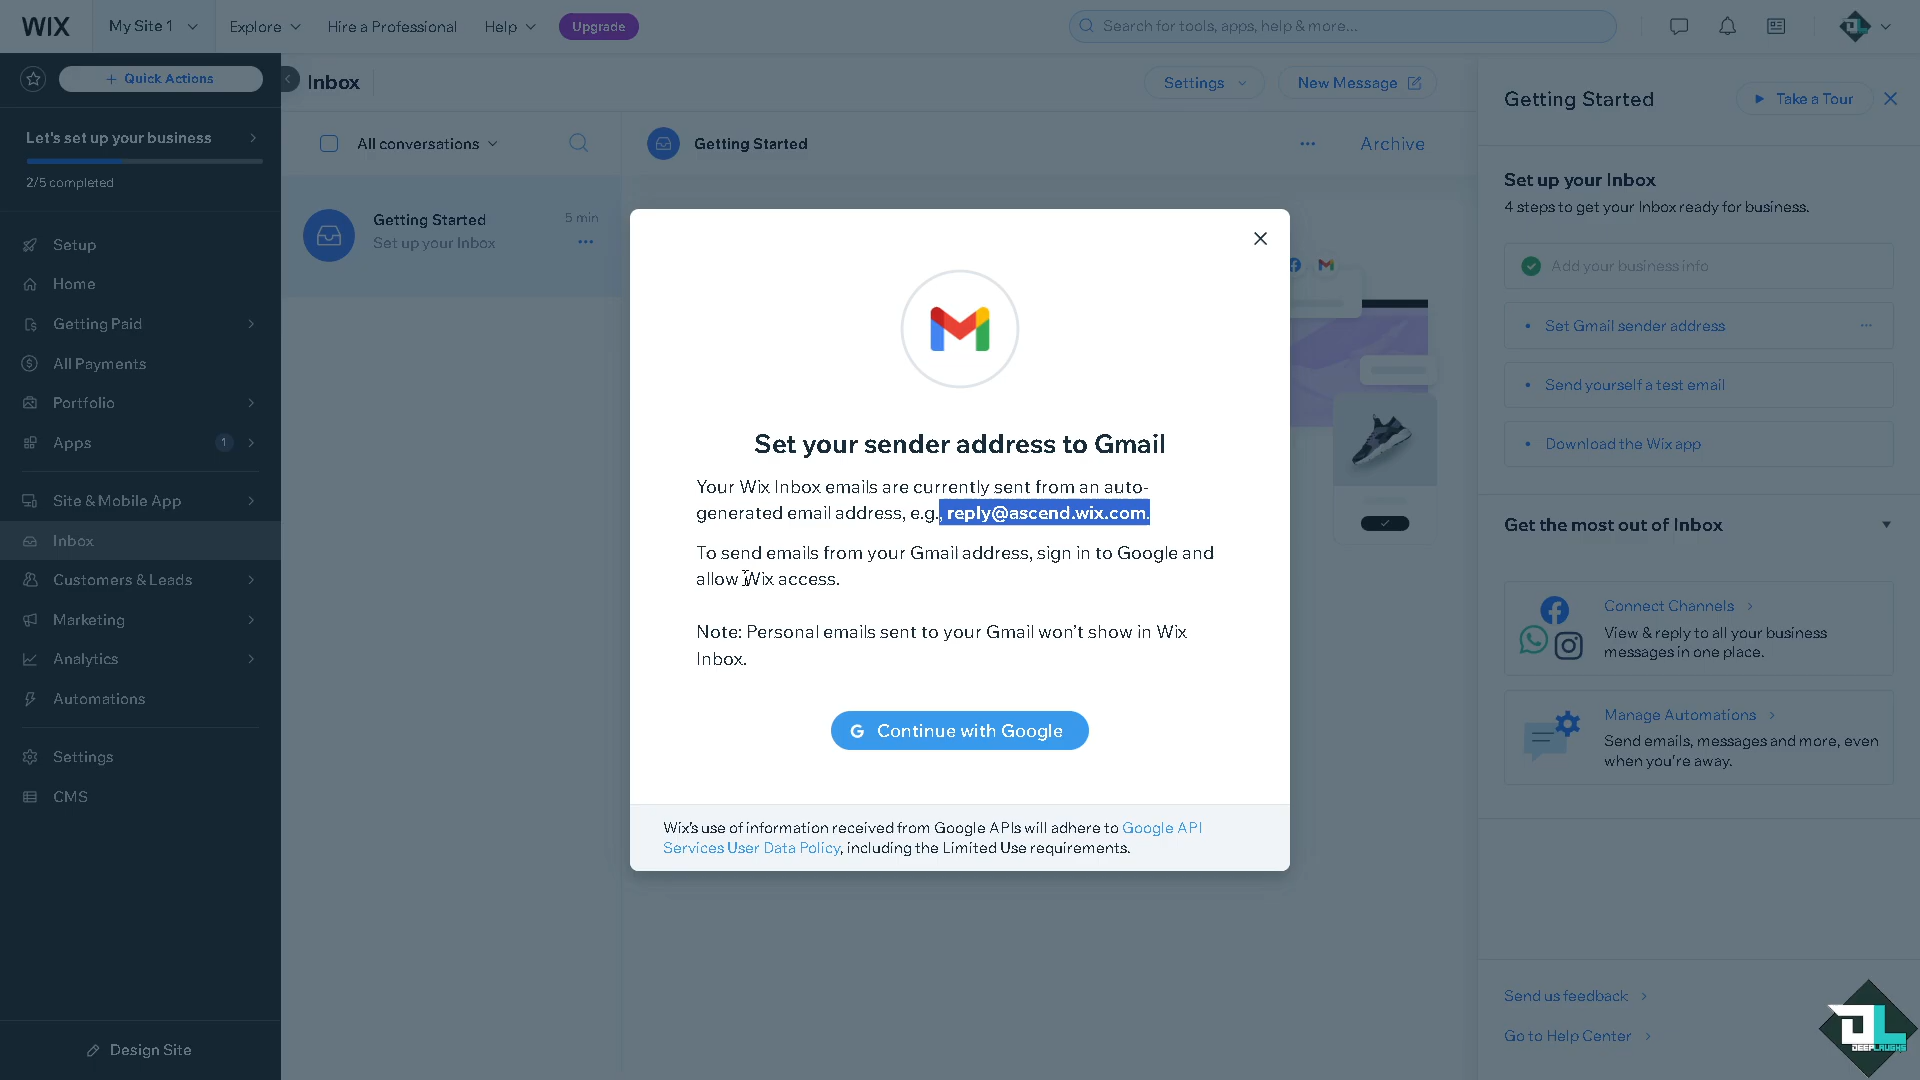 WIX
My Site 1
Explore
Hire a Professional
Help
Upgrade
Search for tools, apps, help & more...
Quick Actions
Let's set up your business
2/5 completed
Setup
Home
Getting Paid
All Payments
Portfolio
Apps
1
Site & Mobile App
Inbox
Customers & Leads
Marketing
Analytics
Automations
Settings
CMS
Design Site
Inbox
Settings
New Message
All conversations
Getting Started
5 min
Set up your Inbox
Getting Started
Archive
Set your sender address to Gmail
Your Wix Inbox emails are currently sent from an auto-
generated email address, e.g., reply@ascend.wix.com.
To send emails from your Gmail address, sign in to Google and
allow Wix access.
Note: Personal emails sent to your Gmail won't show in Wix
Inbox.
Continue with Google
Wix's use of information received from Google APIs will adhere to Google API
Services User Data Policy, including the Limited Use requirements.
Getting Started
Take a Tour
Set up your Inbox
4 steps to get your Inbox ready for business.
Add your business info
Set Gmail sender address
Send yourself a test email
Download the Wix app
Get the most out of Inbox
Connect Channels
View & reply to all your business
messages in one place.
Manage Automations
Send emails, messages and more, even
when you're away.
Send us feedback
Go to Help Center
DL
DEEPLAUGHS